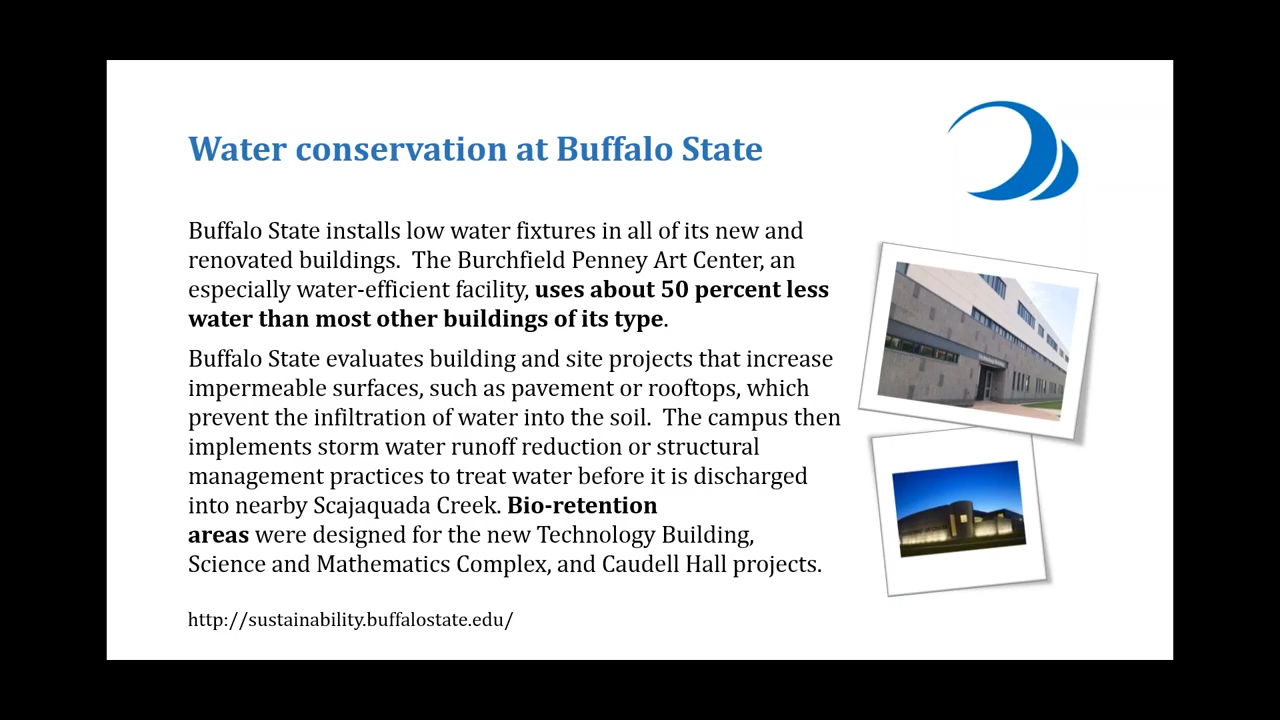 Water conservation at Buffalo State
Buffalo State installs low water fixtures in all of its new and
renovated buildings.  The Burchfield Penney Art Center, an
especially water-efficient facility, uses about 50 percent less
water than most other buildings of its type.
Buffalo State evaluates building and site projects that increase
impermeable surfaces, such as pavement or rooftops, which
prevent the infiltration of water into the soil.  The campus then
implements storm water runoff reduction or structural
management practices to treat water before it is discharged
into nearby Scajaquada Creek. Bio-retention
areas were designed for the new Technology Building,
Science and Mathematics Complex, and Caudell Hall projects.
http://sustainability.buffalostate.edu/